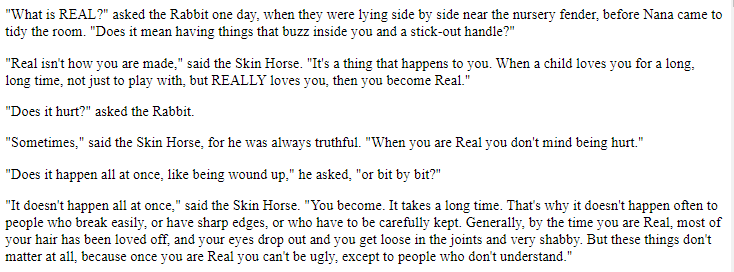 "What is REAL?" asked the Rabbit one day, when they were lying side by side near the nursery fender, before Nana came to
tidy the room. "Does it mean having things that buzz inside you and a stick-out handle?"
"Real isn't how you are made," said the Skin Horse. "It's a thing that happens to you. When a child loves you for a long,
long time, not just to play with, but REALLY loves you, then you become Real."
"Does it hurt?" asked the Rabbit.
"Sometimes," said the Skin Horse, for he was always truthful. "When you are Real you don't mind being hurt."
"Does it happen all at once, like being wound up," he asked, "or bit by bit?"
"It doesn't happen all at once," said the Skin Horse. "You become. It takes a long time. That's why it doesn't happen often to
people who break easily, or have sharp edges, or who have to be carefully kept. Generally, by the time you are Real, most of
your hair has been loved off, and your eyes drop out and you get loose in the joints and very shabby. But these things don't
matter at all, because once you are Real you can't be ugly, except to people who don't understand."